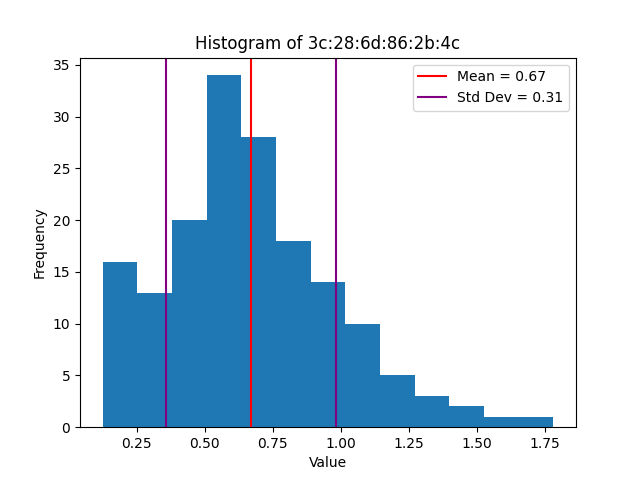 Histogram of 3c:28:6d:86:2b:4c
Mean = 0.67
Std Dev = 0.31
Frequency
35
30
25
20
15
10
5
0
0.25 0.50 0.75 1.00 1.25 1.50 1.75
Value